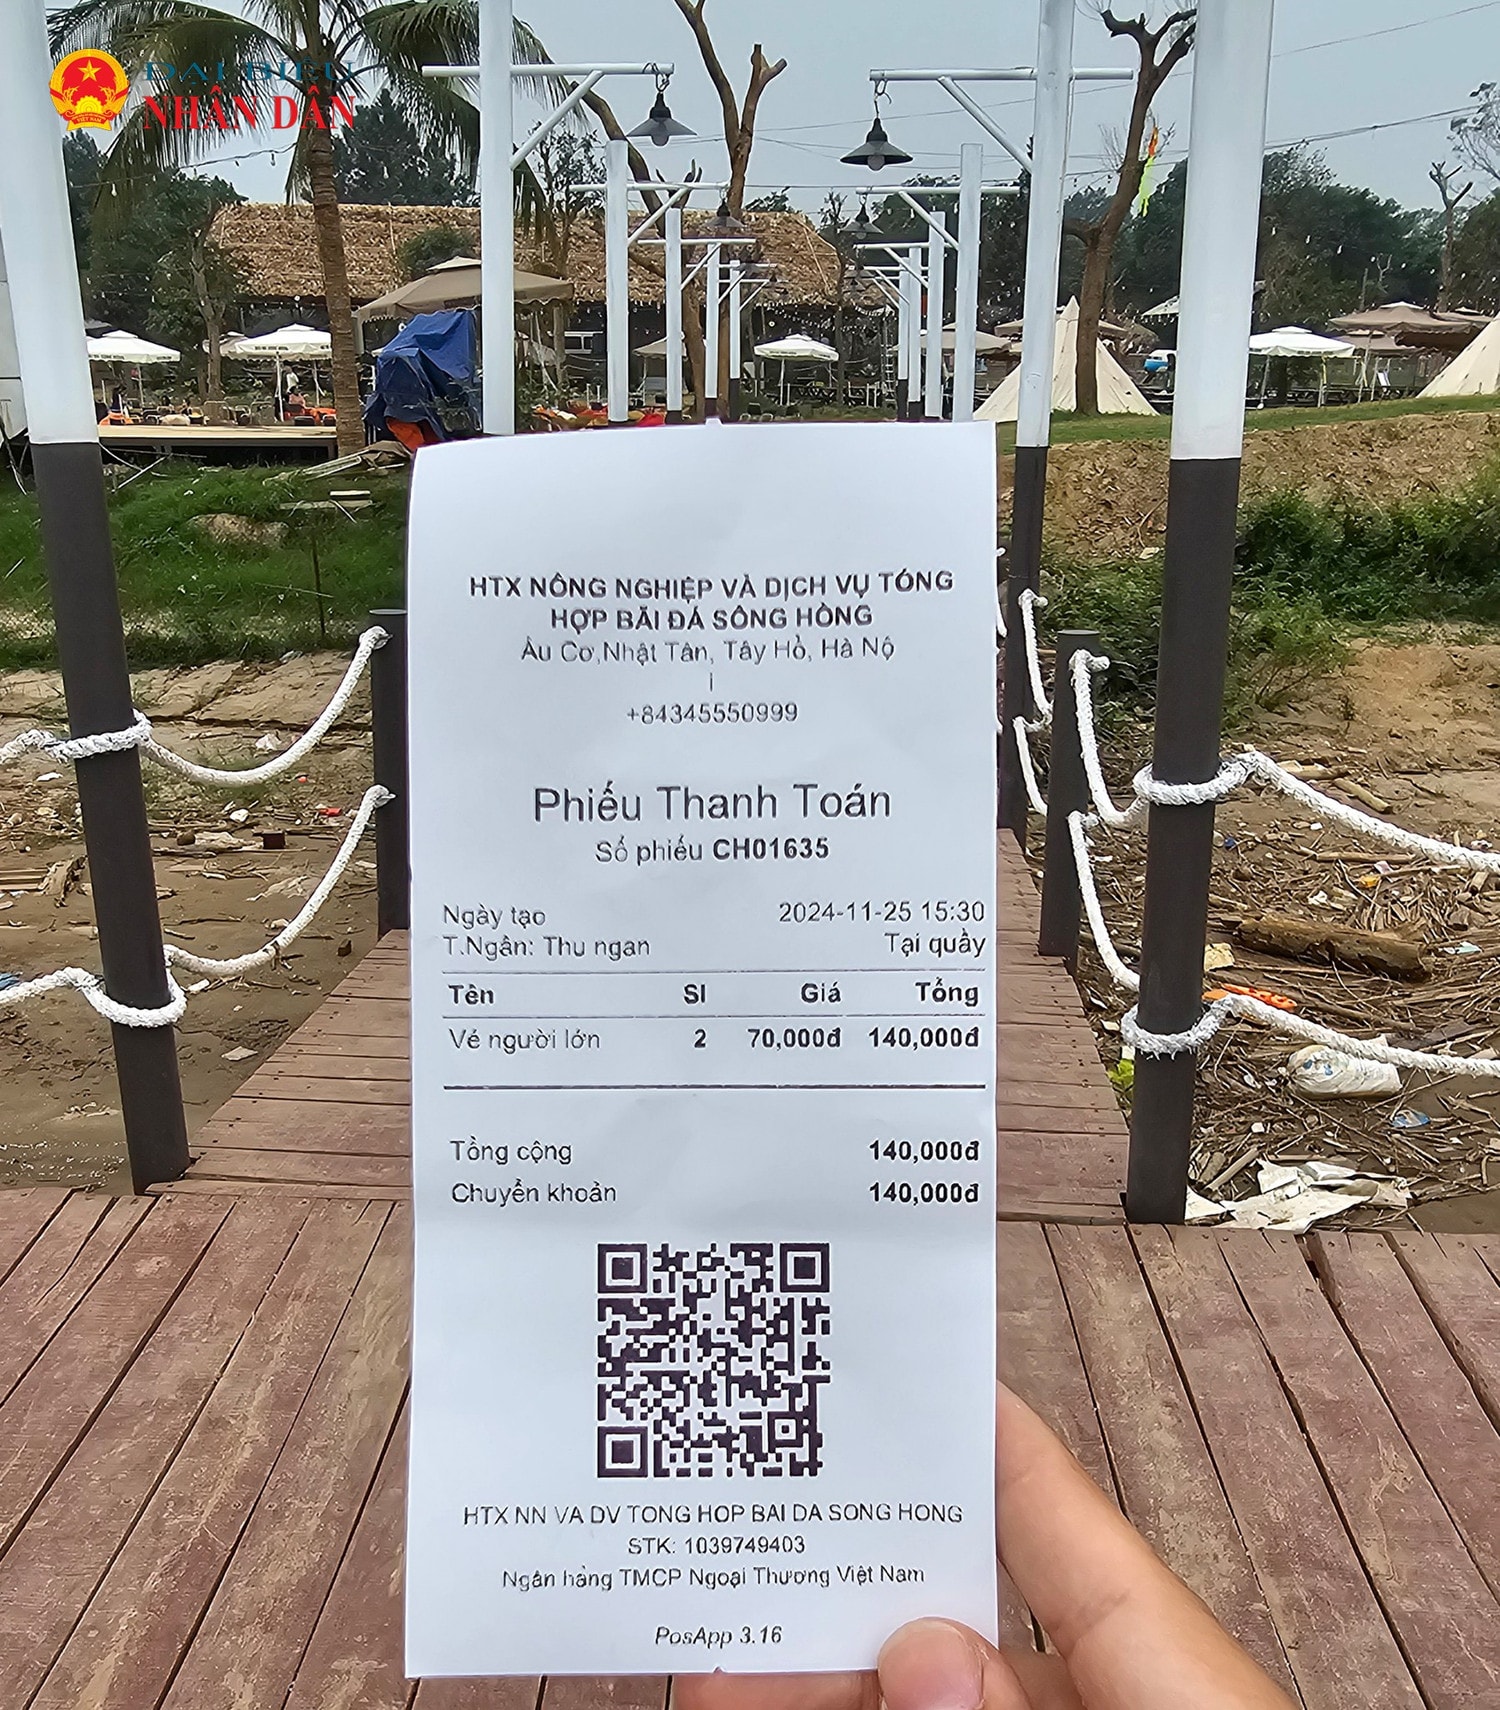 ĐẠI BIỂU
NHÂN DÂN
VIỆT NAM
HTX NÔNG NGHIỆP VÀ DỊCH VỤ TỔNG
HỢP BÃI ĐÁ SÔNG HỒNG
Âu Cơ,Nhật Tân, Tây Hồ, Hà Nộ
i
+84345550999
Phiếu Thanh Toán
Số phiếu CH01635
Ngày tạo 2024-11-25 15:30
T.Ngân: Thu ngan Tại quầy
Tên Sl Giá Tổng
Vé người lớn 2 70,000đ 140,000đ
Tổng cộng 140,000đ
Chuyển khoản 140,000đ
HTX NN VA DV TONG HOP BAI DA SONG HONG
STK: 1039749403
Ngân hàng TMCP Ngoại Thương Việt Nam
PosApp 3.16